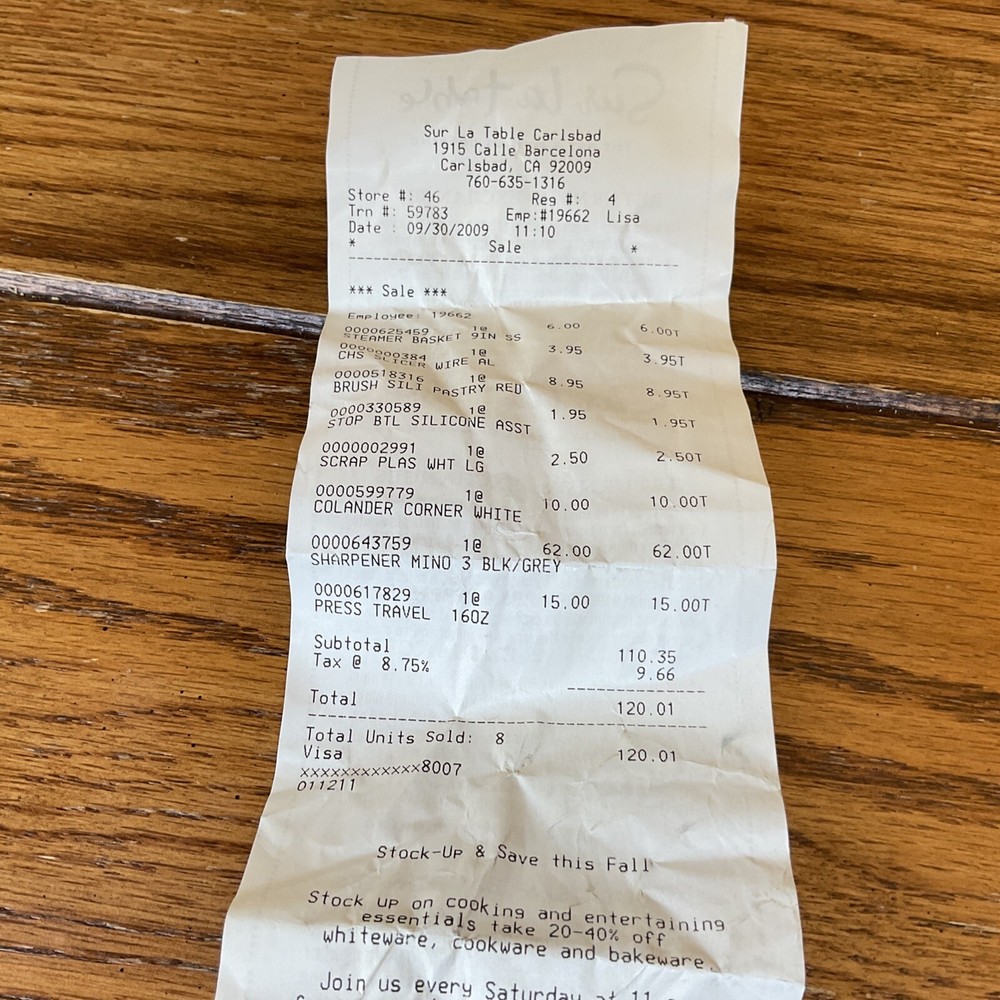 Sur La Table Carlsbad
1915 Calle Barcelona
Carlsbad, CA 92009
760-635-1316
Store #: 46 Reg #: 4
Trn #: 59783 Emp:#19662 Lisa
Date : 09/30/2009 11:10
* Sale *
*** Sale ***
Employee: 19662
0000625459 1@ 6.00 6.00T
STEAMER BASKET 9IN SS
0000000384 1@ 3.95 3.95T
CHS SLICER WIRE AL
0000518316 1@ 8.95 8.95T
BRUSH SILI PASTRY RED
0000330589 1@ 1.95 1.95T
STOP BTL SILICONE ASST
0000002991 1@ 2.50 2.50T
SCRAP PLAS WHT LG
0000599779 1@ 10.00 10.00T
COLANDER CORNER WHITE
0000643759 1@ 62.00 62.00T
SHARPENER MINO 3 BLK/GREY
0000617829 1@ 15.00 15.00T
PRESS TRAVEL 16OZ
Subtotal 110.35
Tax @ 8.75% 9.66
Total 120.01
Total Units Sold: 8
Visa 120.01
xxxxxxxxxxxx8007
011211
Stock-Up & Save this Fall
Stock up on cooking and entertaining
essentials take 20-40% off
whiteware, cookware and bakeware.
Join us every Saturday at 11